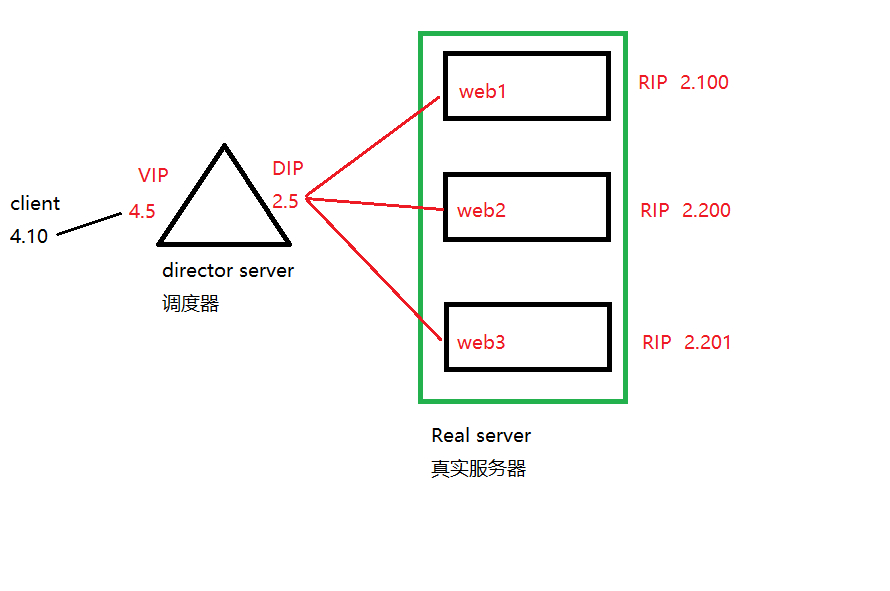 client
4.10
VIP
4.5
DIP
2.5
director server
调度器
web1
RIP 2.100
web2
RIP 2.200
web3
RIP 2.201
Real server
真实服务器